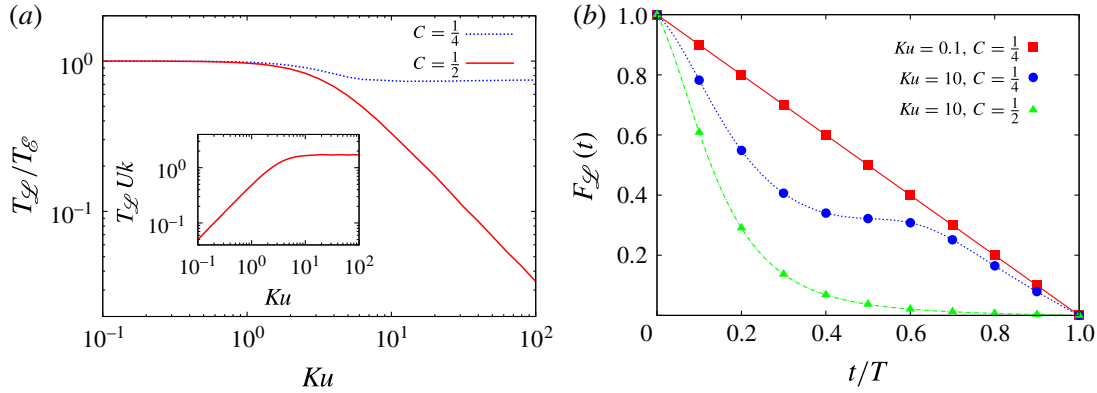 (a)
10^0
10^{-1}
T_ℒ/T_ℰ
C = 1/4
C = 1/2
T_ℒ Uk
10^0
10^{-1}
10^{-1} 10^0 10^1 10^2
Ku
10^{-1} 10^0 10^1 10^2
Ku
(b)
1.0
0.8
0.6
0.4
0.2
F_ℒ(t)
Ku = 0.1, C = 1/4
Ku = 10, C = 1/4
Ku = 10, C = 1/2
0 0.2 0.4 0.6 0.8 1.0
t/T